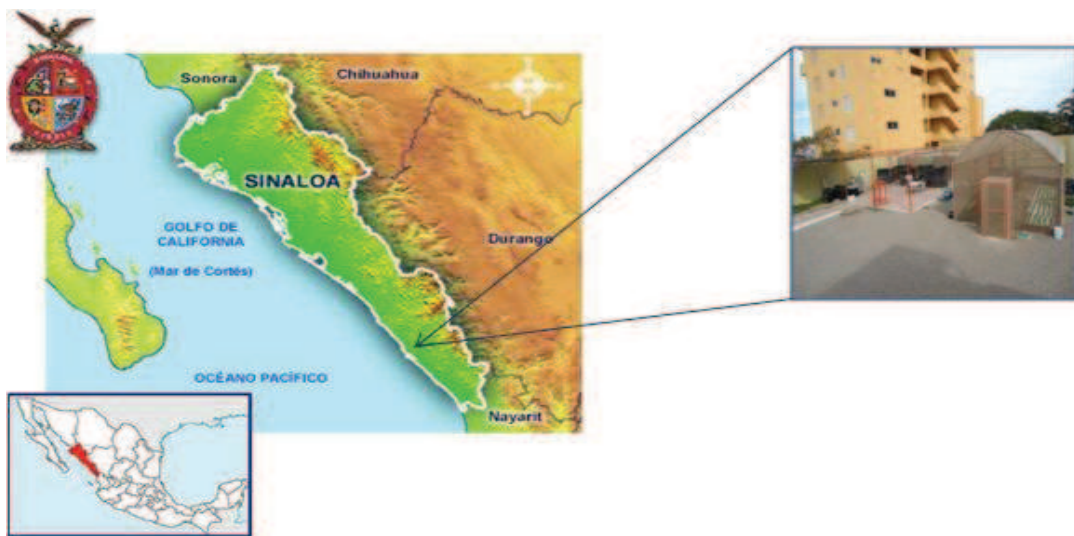 Sonora
Chihuahua
SINALOA
GOLFO DE
CALIFORNIA
(Mar de Cortés)
Durango
OCÉANO PACÍFICO
Nayarit